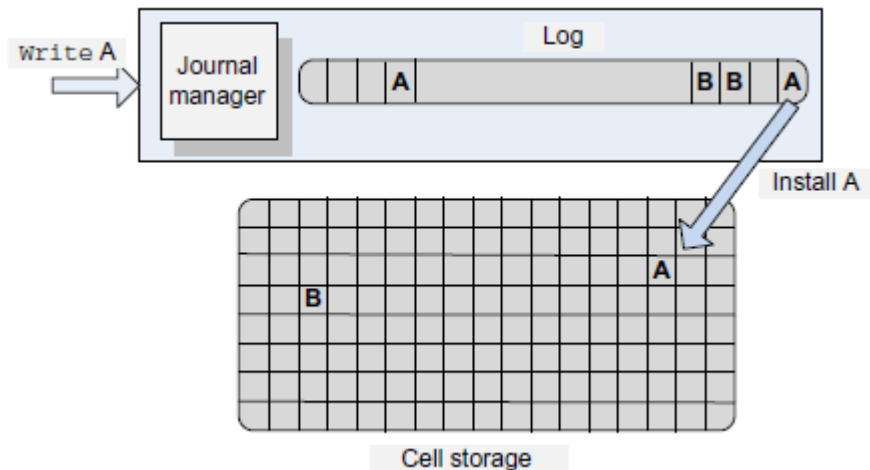 Log
Write A
Journal
manager
A B B A
Install A
A
B
Cell storage